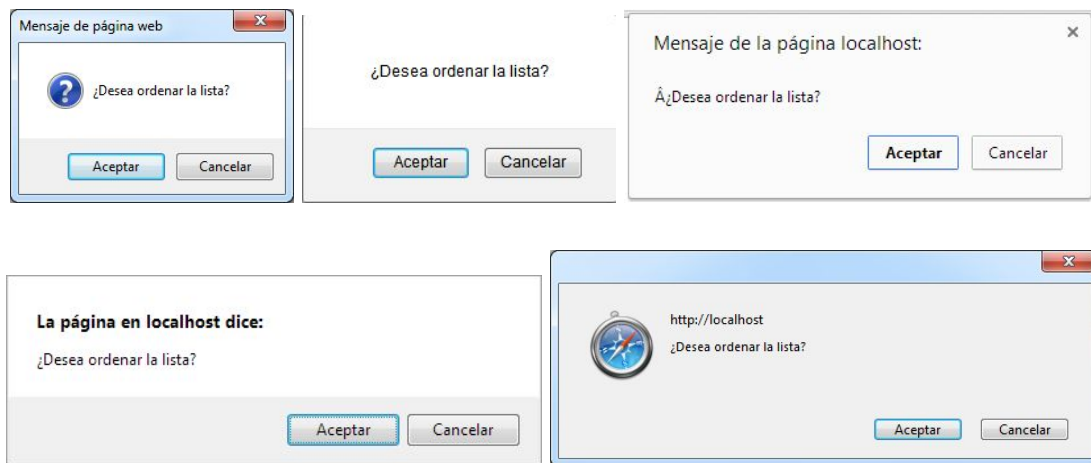 Mensaje de página web
¿Desea ordenar la lista?
Aceptar Cancelar
¿Desea ordenar la lista?
Aceptar Cancelar
Mensaje de la página localhost:
Â¿Desea ordenar la lista?
Aceptar Cancelar
La página en localhost dice:
¿Desea ordenar la lista?
Aceptar Cancelar
http://localhost
¿Desea ordenar la lista?
Aceptar Cancelar